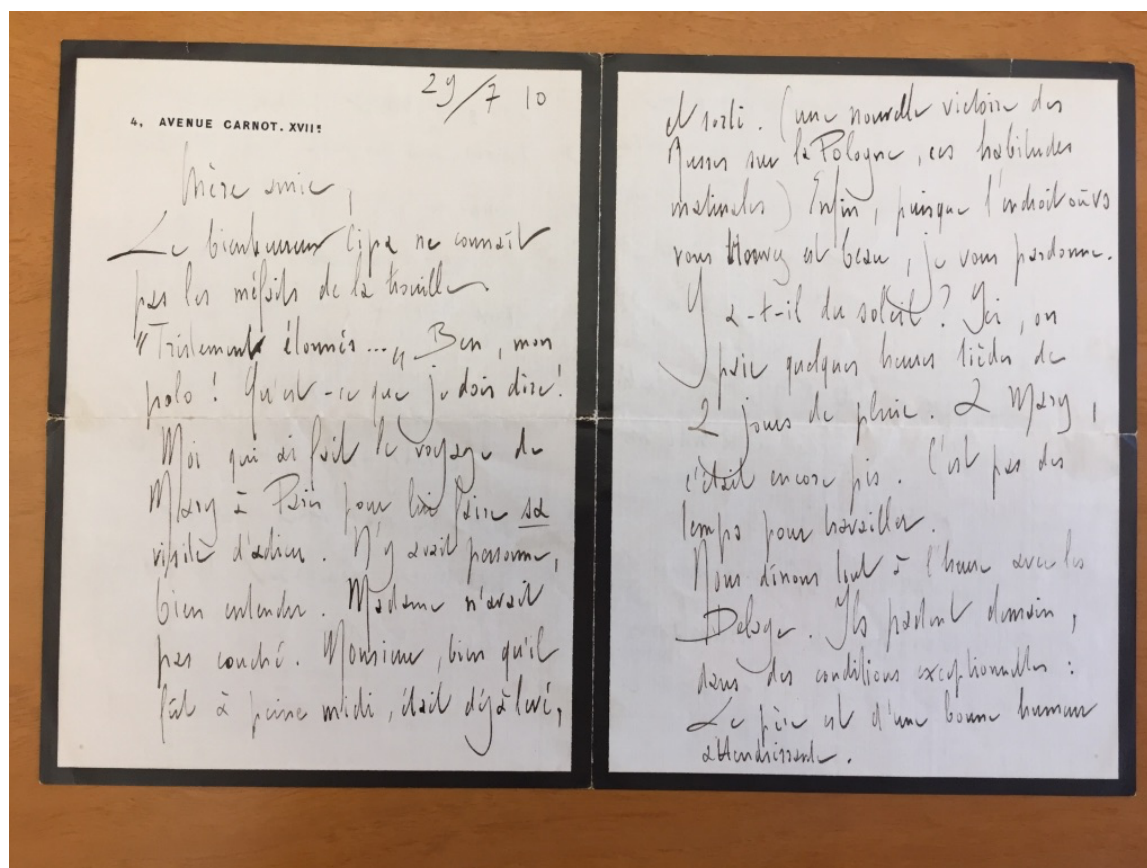 29/7 10
4, AVENUE CARNOT. XVIIe
Chère amie,
Le bienheureux Cipa ne connaît
pas les méfaits de la trouille.
"Tristement étonnés...„ Ben, mon
polo ! Qu'est-ce que je dois dire !
Moi qui ai fait le voyage de
Mary à Paris pour lui faire sa
visite d'adieu. N'y avait personne,
bien entendu. Madame n'avait
pas couché. Monsieur, bien qu'il
fût à peine midi, était déjà levé,
et sorti. (une nouvelle victoire des
Russes sur la Pologne, ces habitudes
matinales) Enfin, puisque l'endroit où
vous trouvez est beau, je vous pardonne.
Y a-t-il du soleil ? Ici, on
paie quelques heures tièdes de
2 jours de pluie. A Mary,
c'était encore pis. C'est pas des
temps pour travailler.
Nous dînons tout à l'heure avec les
Delage. Ils partent demain,
dans des conditions exceptionnelles :
Le père est d'une bonne humeur
attendrissante.